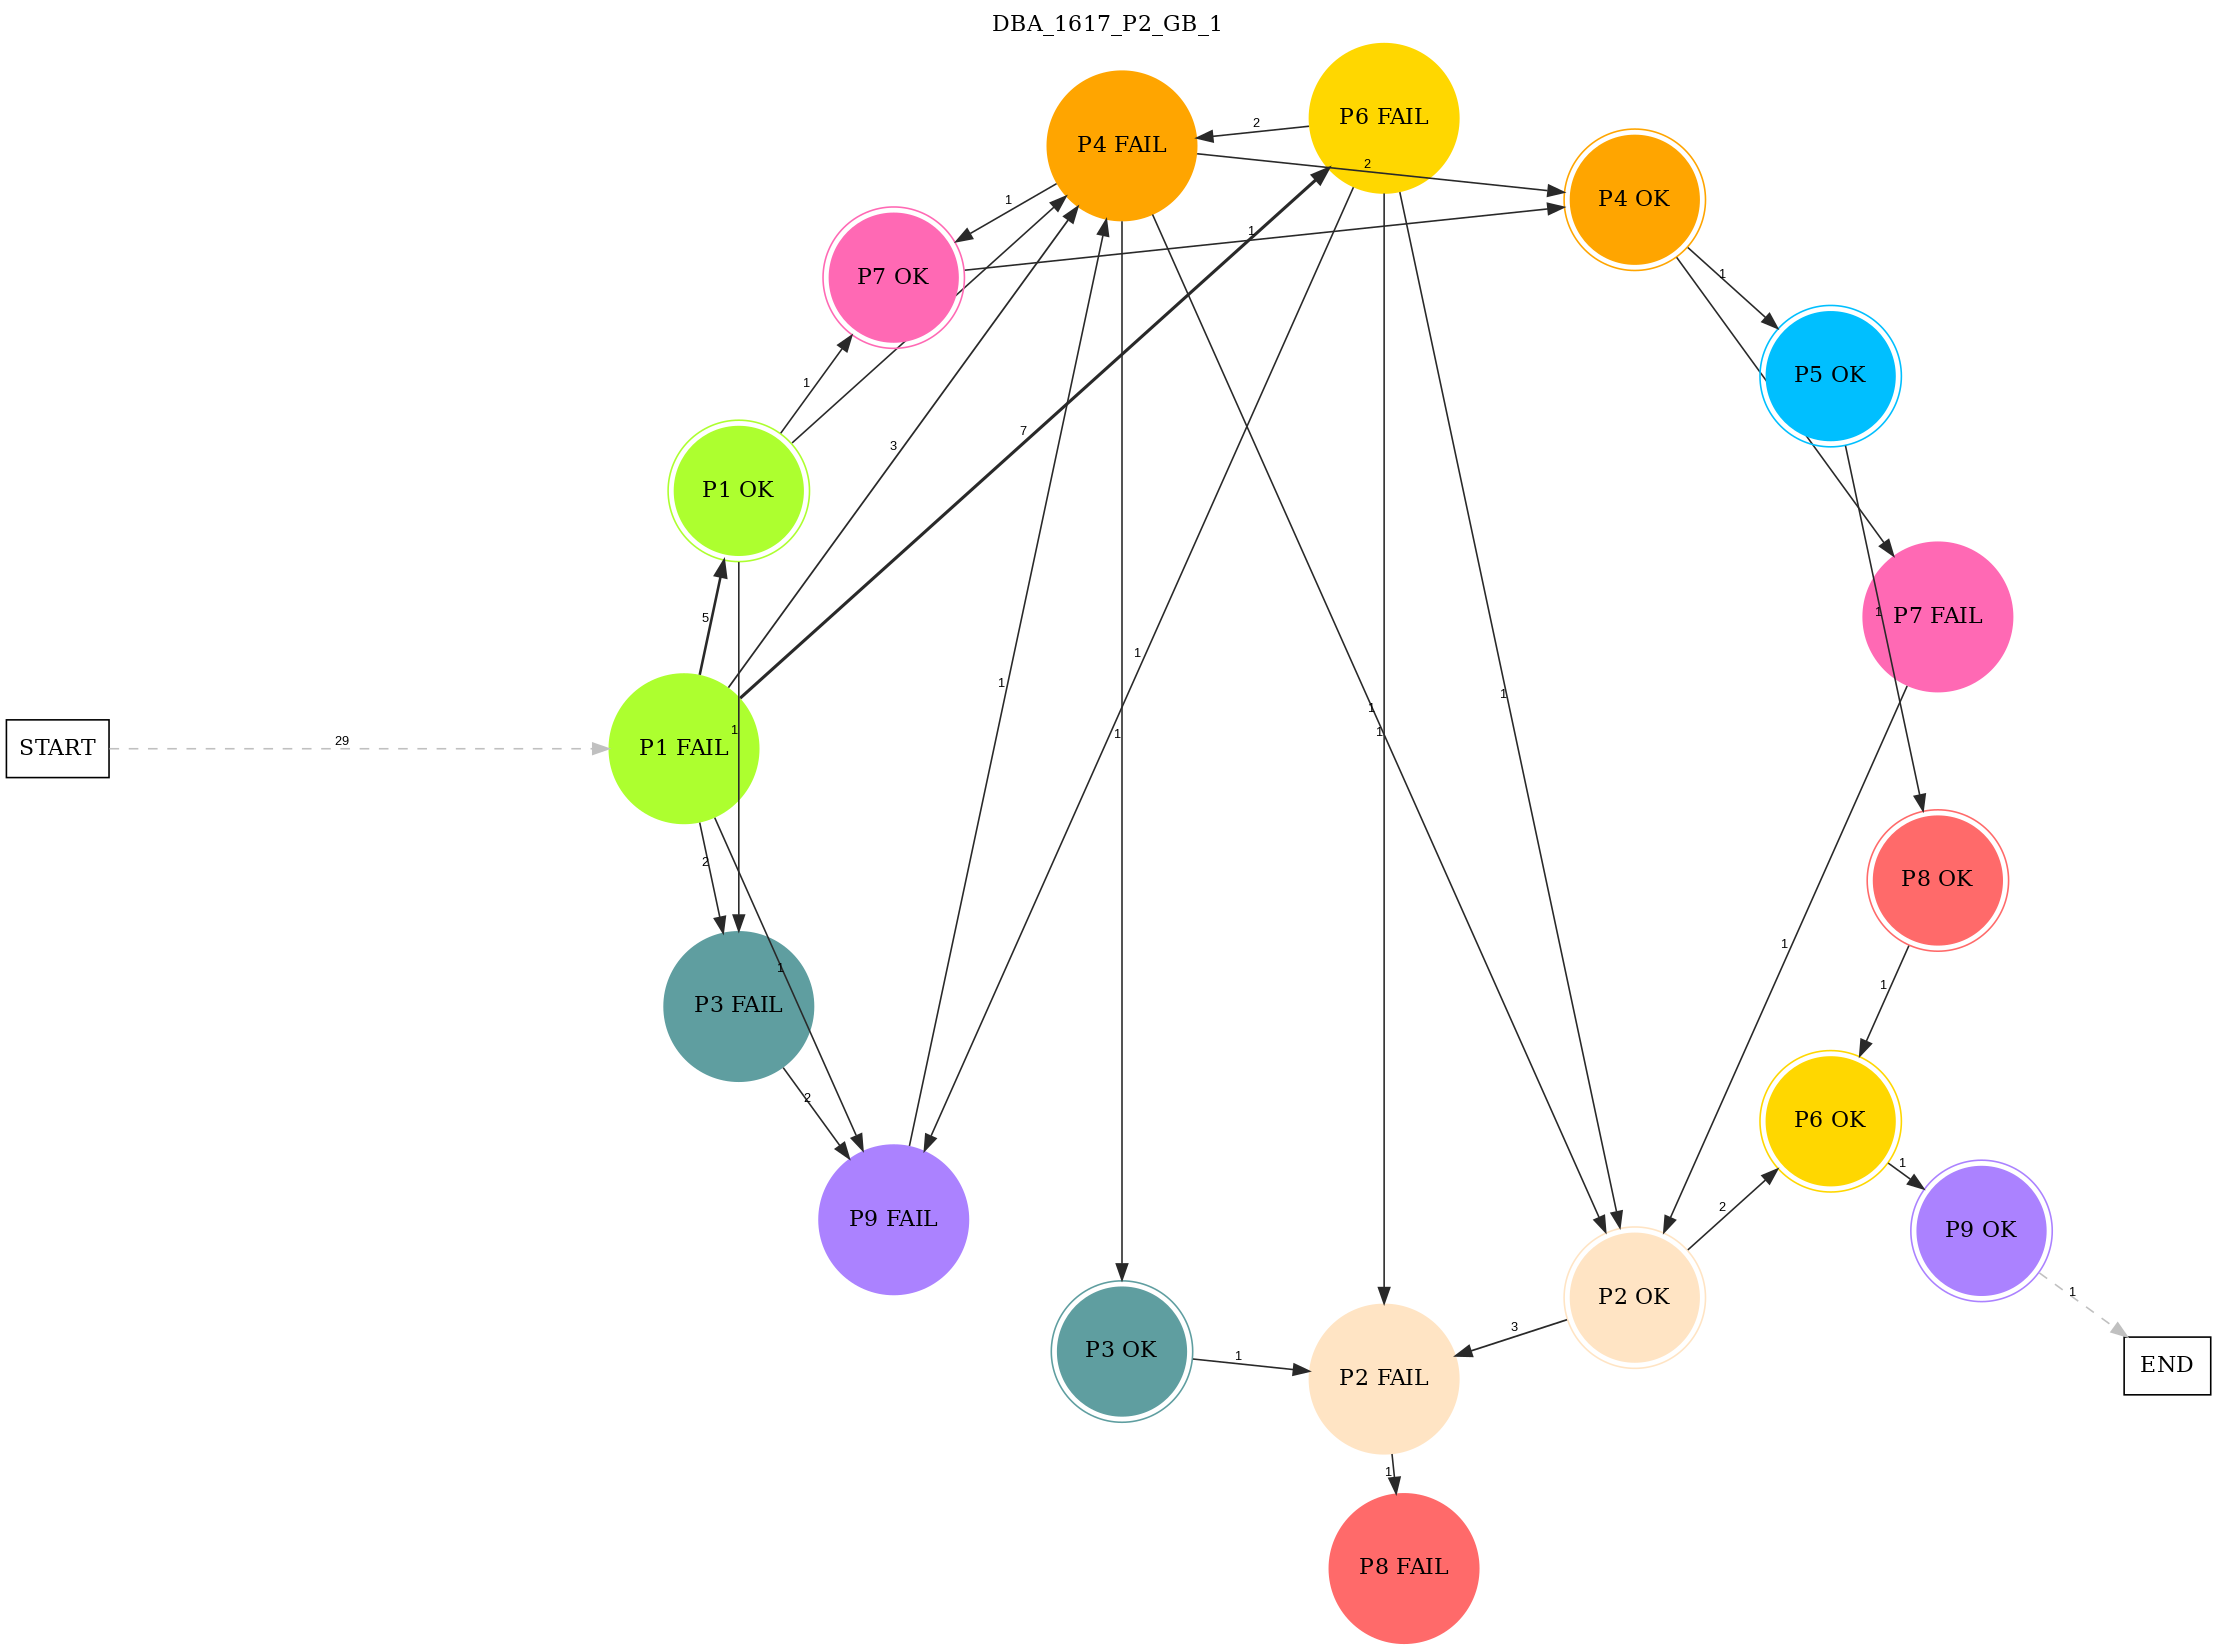 DBA_1617_P2_GB_1
P6 FAIL
2
P4 FAIL
2
P4 OK
1
1
P7 OK
1
P5 OK
1
3
7
P1 OK
5
1
P7 FAIL
1
1
1
1
1
1
1
START
29
P1 FAIL
2
P8 OK
1
1
1
P3 FAIL
2
P6 OK
1
2
P9 FAIL
P9 OK
1
P2 OK
3
P3 OK
1
P2 FAIL
END
1
P8 FAIL